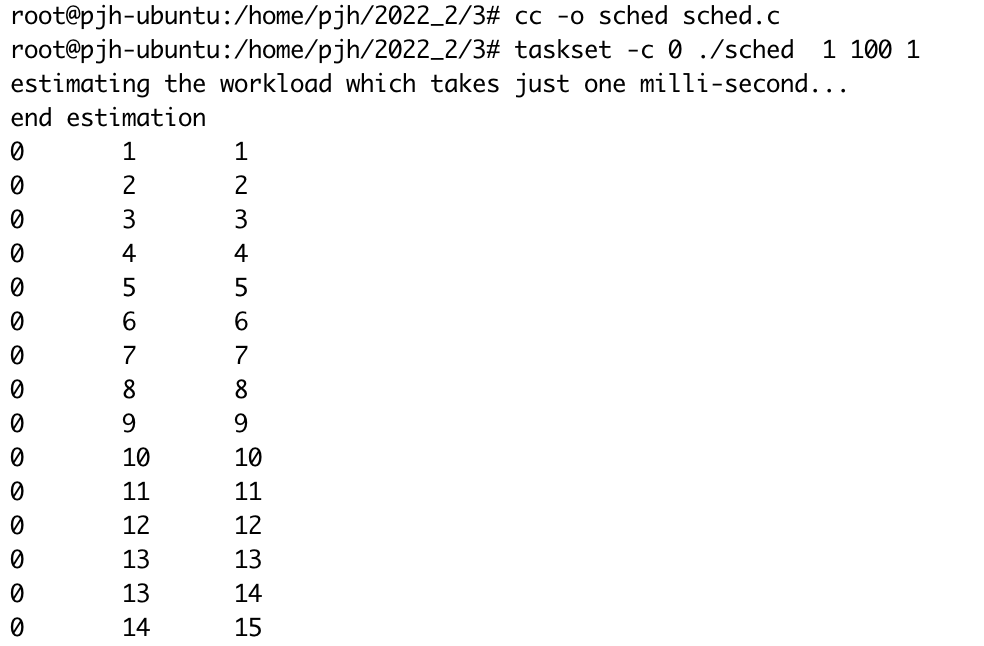 root@pjh-ubuntu:/home/pjh/2022_2/3# cc -o sched sched.c
root@pjh-ubuntu:/home/pjh/2022_2/3# taskset -c 0 ./sched  1 100 1
estimating the workload which takes just one milli-second...
end estimation
0	1	1
0	2	2
0	3	3
0	4	4
0	5	5
0	6	6
0	7	7
0	8	8
0	9	9
0	10	10
0	11	11
0	12	12
0	13	13
0	13	14
0	14	15